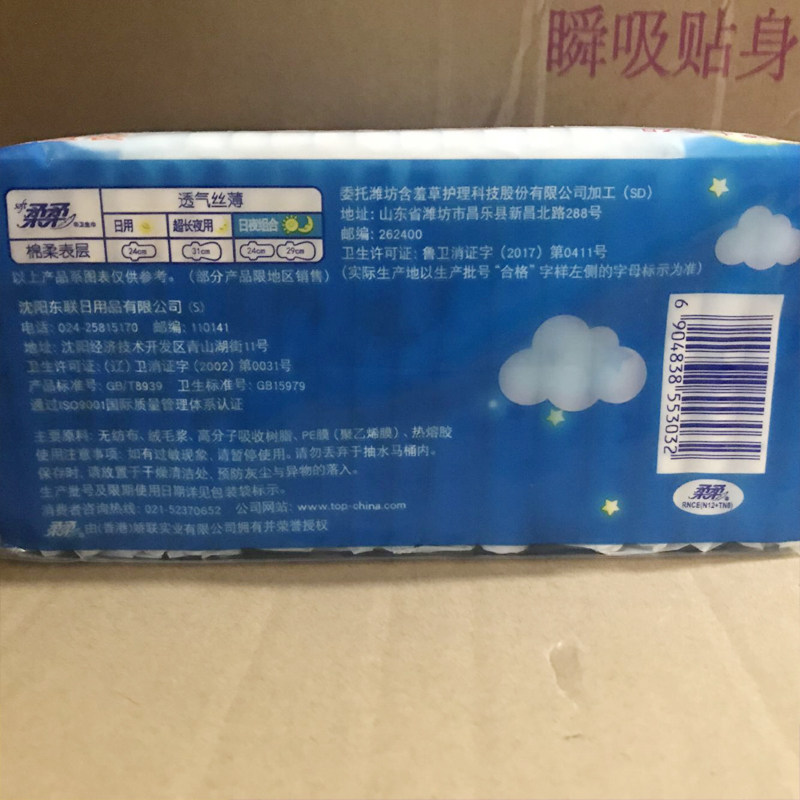 瞬吸贴身
柔柔 透气丝薄
卫生巾 日用 超长夜用 日夜组合
棉柔表层 24cm 31cm 24cm 29cm
以上产品系图表仅供参考。(部分产品限地区销售)
沈阳东联日用品有限公司(S)
电话: 024-25815170 邮编: 110141
地址: 沈阳经济技术开发区青山湖街11号
卫生许可证: (辽) 卫消证字 (2002) 第0031号
产品标准号: GB/T8939 卫生标准号: GB15979
通过ISO9001国际质量管理体系认证
主要原料: 无纺布、绒毛浆、高分子吸收树脂、PE膜 (聚乙烯膜)、热熔胶
使用注意事项: 如有过敏现象、请暂停使用。请勿丢弃于抽水马桶内。
保存时、请放置于干燥清洁处、预防灰尘与异物的落入。
生产批号及限期使用日期详见包装袋标示。
消费者咨询热线: 021-52370652 公司网站: www.top-china.com
柔柔 由(香港)实业有限公司拥有并荣誉授权
委托潍坊含羞草护理科技股份有限公司加工 (SD)
地址: 山东省潍坊市昌乐县新昌北路288号
邮编: 262400
卫生许可证: 鲁卫消证字 (2017) 第0411号
(实际生产地以生产批号“合格”字样左侧的字母标示为准)
6 904838 553032
柔柔
RNCE(N12+TN8)